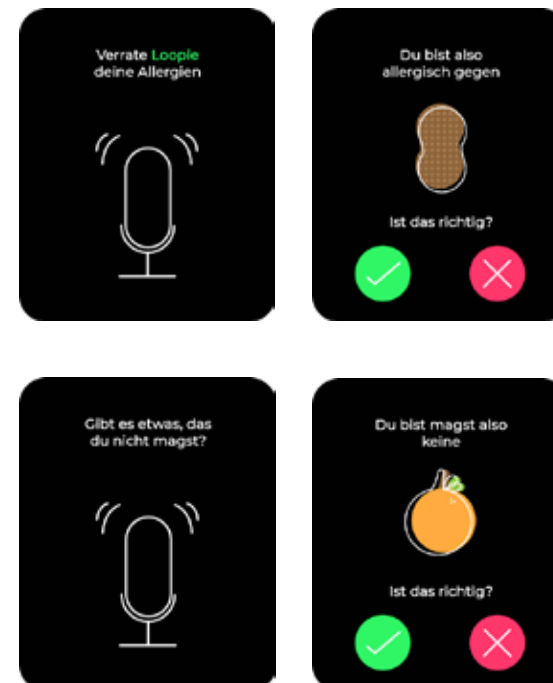 Verrate Loopie
deine Allergien
Du bist also
allergisch gegen
Ist das richtig?
Gibt es etwas, das
du nicht magst?
Du bist magst also
keine
Ist das richtig?